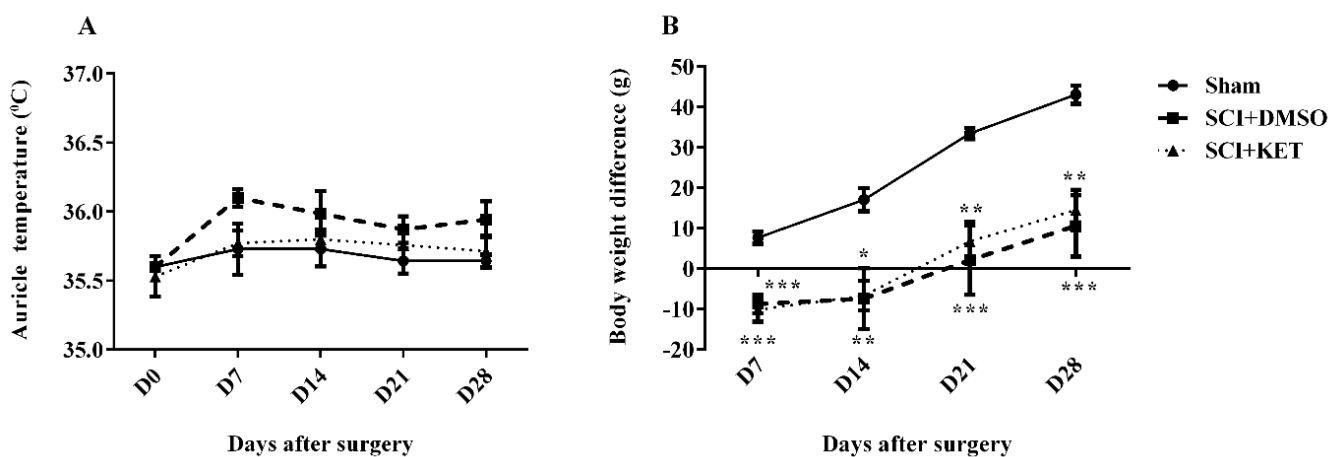 A
Auricle temperature (⁰C)
37.0
36.5
36.0
35.5
35.0
D0
D7
D14
D21
D28
Days after surgery
B
Body weight difference (g)
50
40
30
20
10
0
-10
-20
***
***
*
**
**
***
**
***
D7
D14
D21
D28
Days after surgery
Sham
SCI+DMSO
SCI+KET